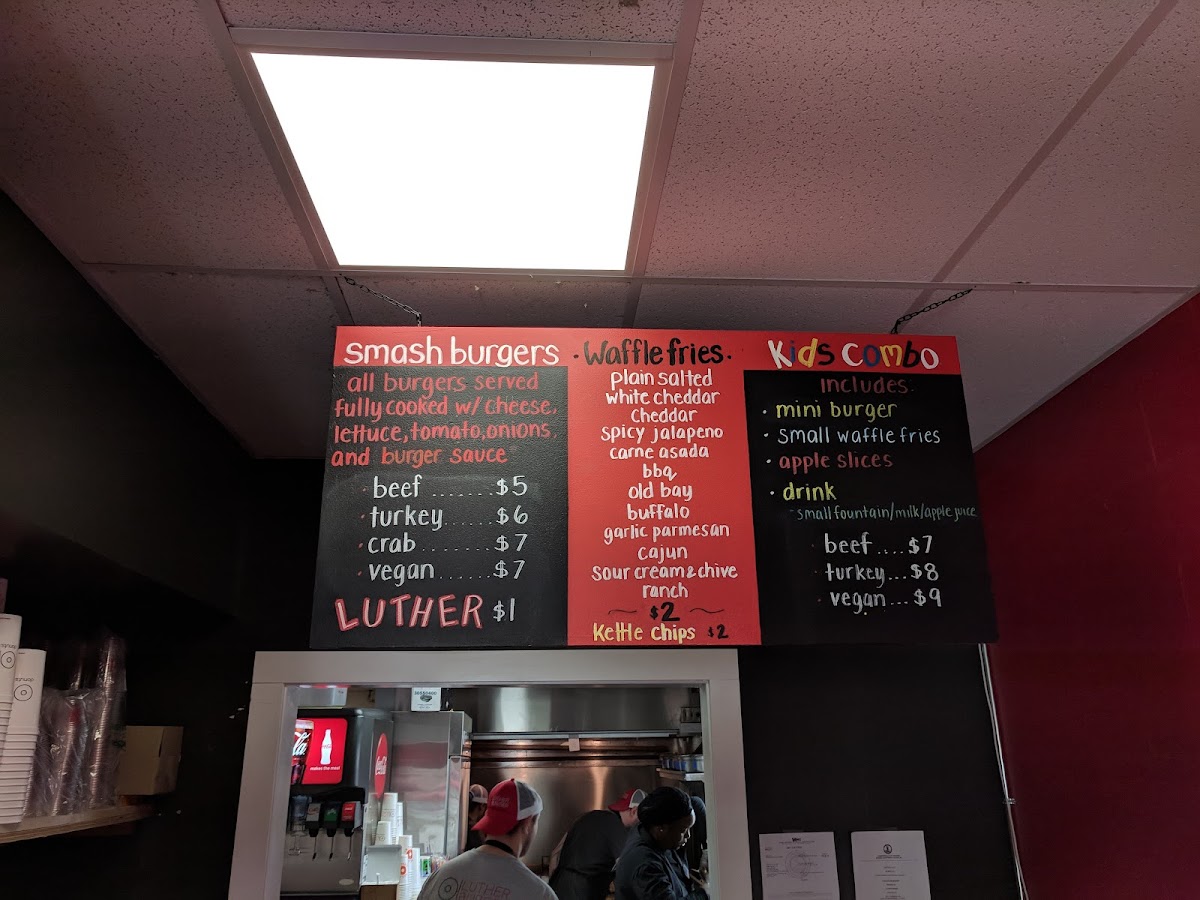 smash burgers
all burgers served
fully cooked w/ cheese,
lettuce, tomato, onions,
and burger sauce
· beef ....... $5
· turkey ...... $6
· crab ........ $7
· vegan ...... $7
LUTHER $1
· Waffle fries ·
plain salted
white cheddar
cheddar
spicy jalapeno
carne asada
bbq
old bay
buffalo
garlic parmesan
cajun
sour cream & chive
ranch
~ $2 ~
Kettle chips $2
Kids Combo
Includes:
· mini burger
· small waffle fries
· apple slices
· drink
- small fountain/milk/apple juice
· beef .... $7
· turkey ... $8
· vegan ... $9
LUTHER